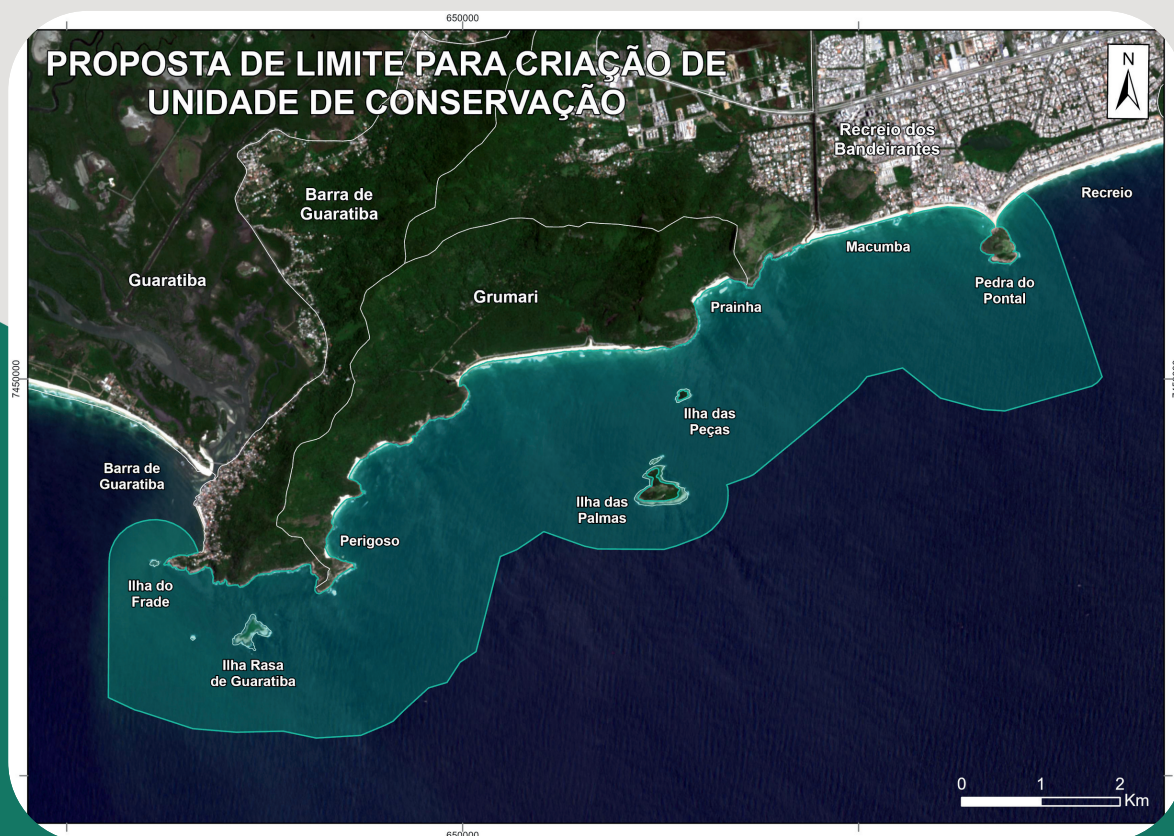 650000
PROPOSTA DE LIMITE PARA CRIAÇÃO DE
UNIDADE DE CONSERVAÇÃO
N
Recreio dos
Bandeirantes
Recreio
Barra de
Guaratiba
Macumba
Guaratiba
Pedra do
Pontal
Grumari
Prainha
7450000
Ilha das
Peças
Barra de
Guaratiba
Ilha das
Palmas
Perigoso
Ilha do
Frade
Ilha Rasa
de Guaratiba
0 1 2
Km
650000